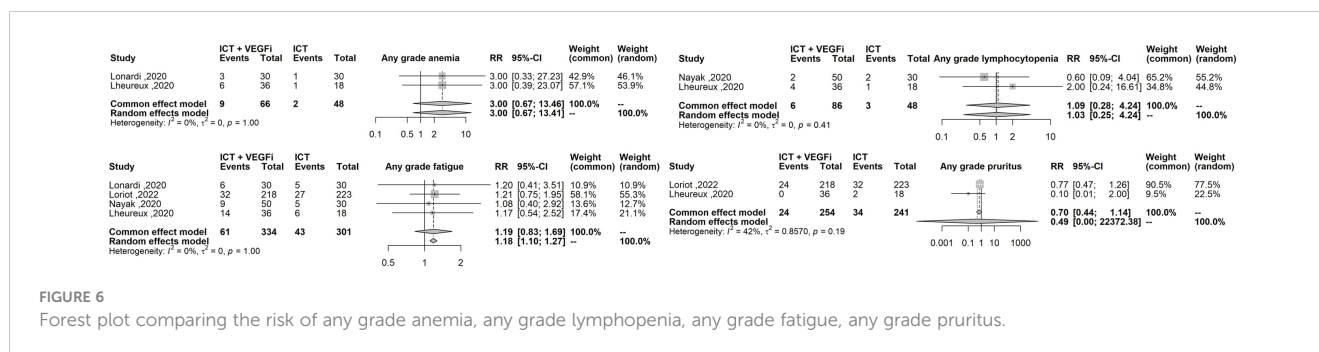 ICT + VEGFi ICT Weight Weight
Study Events Total Events Total Any grade anemia RR 95%-CI (common) (random)
Lonardi ,2020 3 30 1 30 3.00 [0.33; 27.23] 42.9% 46.1%
Lheureux ,2020 6 36 1 18 3.00 [0.39; 23.07] 57.1% 53.9%
Common effect model 9 66 2 48 3.00 [0.67; 13.46] 100.0% --
Random effects model 3.00 [0.67; 13.41] -- 100.0%
Heterogeneity: I² = 0%, τ² = 0, p = 1.00
0.1 0.5 1 2 10
ICT + VEGFi ICT Weight Weight
Study Events Total Events Total Any grade lymphocytopenia RR 95%-CI (common) (random)
Nayak, 2020 2 50 2 30 0.60 [0.09; 4.04] 65.2% 55.2%
Lheureux ,2020 4 36 1 18 2.00 [0.24; 16.61] 34.8% 44.8%
Common effect model 6 86 3 48 1.09 [0.28; 4.24] 100.0% --
Random effects model 1.03 [0.25; 4.24] -- 100.0%
Heterogeneity: I² = 0%, τ² = 0, p = 0.41
0.1 0.5 1 2 10
ICT + VEGFi ICT Weight Weight
Study Events Total Events Total Any grade fatigue RR 95%-CI (common) (random)
Lonardi ,2020 6 30 5 30 1.20 [0.41; 3.51] 10.9% 10.9%
Loriot ,2022 32 218 27 223 1.21 [0.75; 1.95] 58.1% 55.3%
Nayak ,2020 9 50 5 30 1.08 [0.40; 2.92] 13.6% 12.7%
Lheureux ,2020 14 36 6 18 1.17 [0.54; 2.52] 17.4% 21.1%
Common effect model 61 334 43 301 1.19 [0.83; 1.69] 100.0% --
Random effects model 1.18 [1.10; 1.27] -- 100.0%
Heterogeneity: I² = 0%, τ² = 0, p = 1.00
0.5 1 2
ICT + VEGFi ICT Weight Weight
Study Events Total Events Total Any grade pruritus RR 95%-CI (common) (random)
Loriot ,2022 24 218 32 223 0.77 [0.47; 1.26] 90.5% 77.5%
Lheureux ,2020 0 36 2 18 0.10 [0.01; 2.00] 9.5% 22.5%
Common effect model 24 254 34 241 0.70 [0.44; 1.14] 100.0% --
Random effects model 0.49 [0.00; 22372.38] -- 100.0%
Heterogeneity: I² = 42%, τ² = 0.8570, p = 0.19
0.001 0.1 1 10 1000
FIGURE 6
Forest plot comparing the risk of any grade anemia, any grade lymphopenia, any grade fatigue, any grade pruritus.